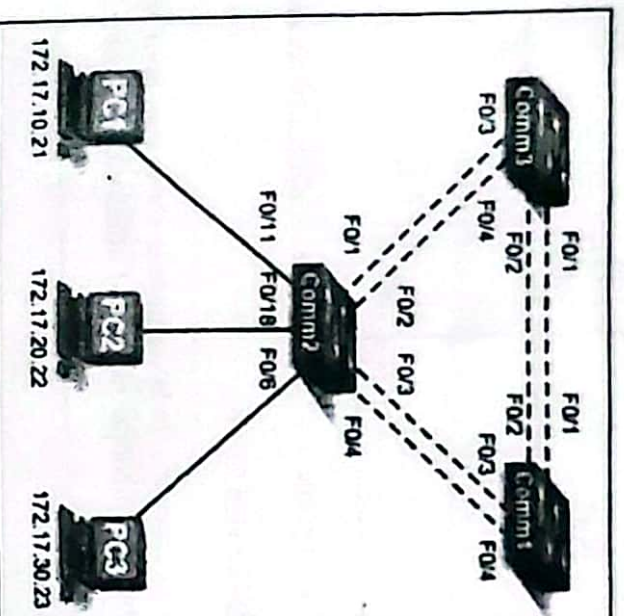 Comm3
F0/1
F0/1
Comm1
F0/2
F0/2
F0/3
F0/4
F0/3
F0/4
F0/1
F0/2
F0/3
F0/4
Comm2
F0/11
F0/18
F0/6
PC1
PC2
PC3
172.17.10.21
172.17.20.22
172.17.30.23